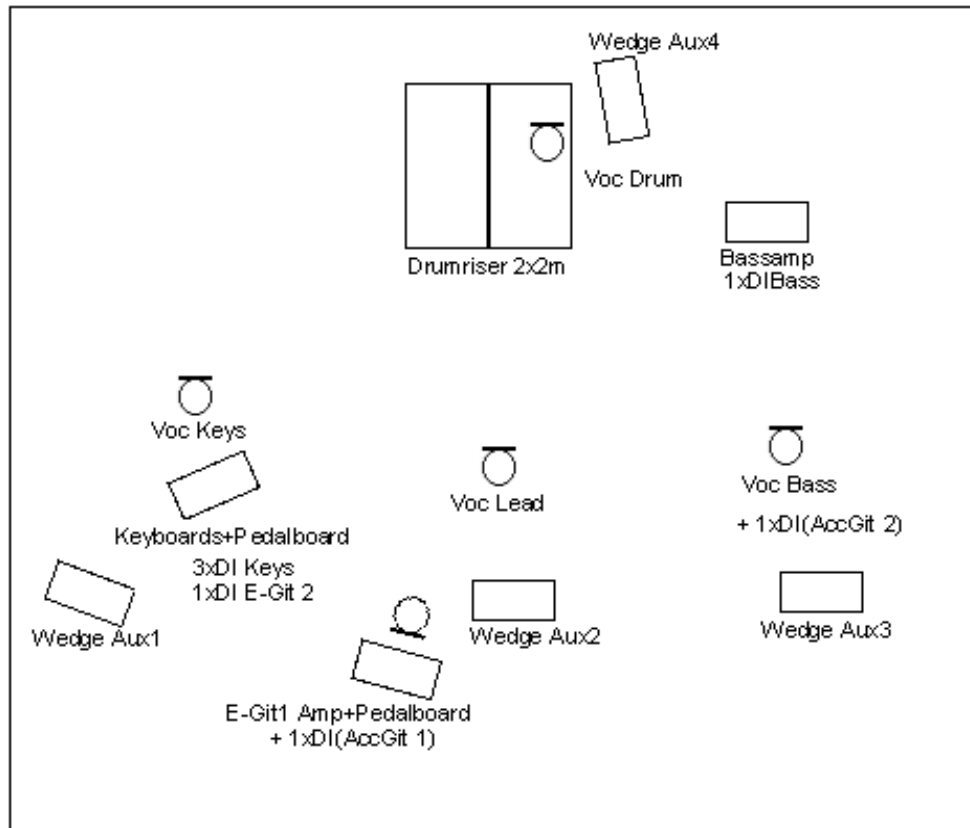 Wedge Aux4
Voc Drum
Drumriser 2x2m
Bassamp
1xDIBass
Voc Keys
Voc Lead
Voc Bass
+ 1xDI(AccGit 2)
Keyboards+Pedalboard
3xDI Keys
1xDI E-Git 2
Wedge Aux1
Wedge Aux2
Wedge Aux3
E-Git1 Amp+Pedalboard
+ 1xDI(AccGit 1)